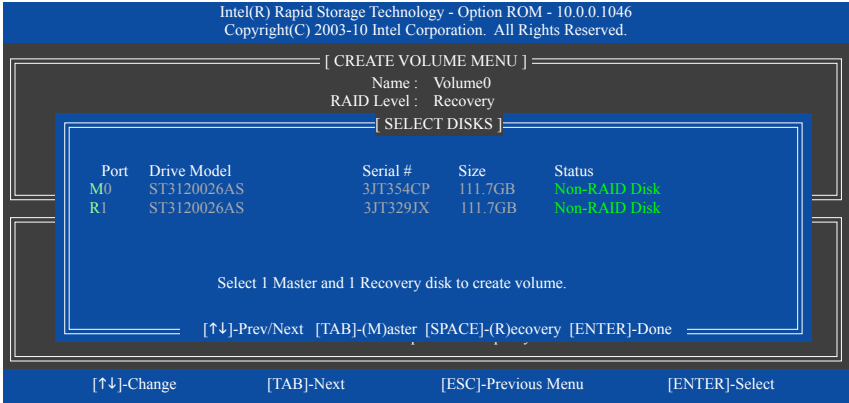 Intel(R) Rapid Storage Technology - Option ROM - 10.0.0.1046
Copyright(C) 2003-10 Intel Corporation. All Rights Reserved.
[ CREATE VOLUME MENU ]
Name : Volume0
RAID Level : Recovery
[ SELECT DISKS ]
Port Drive Model Serial # Size Status
M0 ST3120026AS 3JT354CP 111.7GB Non-RAID Disk
R1 ST3120026AS 3JT329JX 111.7GB Non-RAID Disk
Select 1 Master and 1 Recovery disk to create volume.
[↑↓]-Prev/Next [TAB]-(M)aster [SPACE]-(R)ecovery [ENTER]-Done
[↑↓]-Change [TAB]-Next [ESC]-Previous Menu [ENTER]-Select